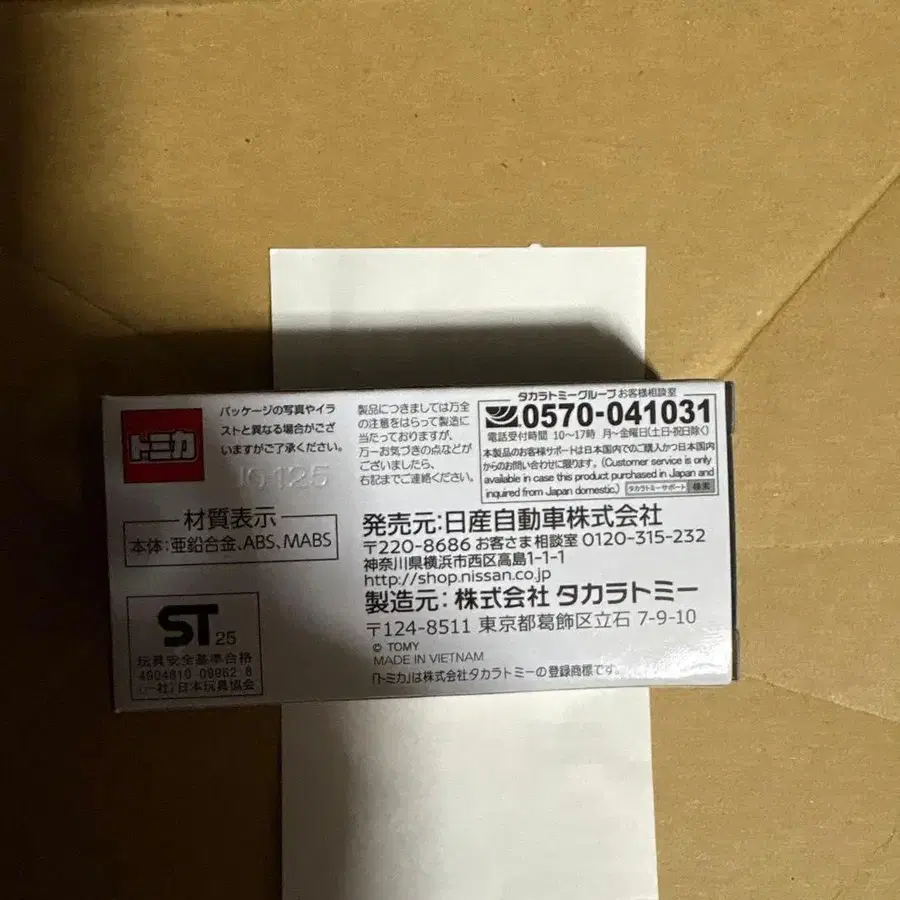 トミカ
パッケージの写真やイラ
ストと異なる場合がござ
いますがご了承ください。
製品につきましては万全
の注意をはらって製造に
当たっておりますが、
万一お気づきの点などが
ございましたら、
右記までご連絡ください。
タカラトミーグループ お客様相談室
0570-041031
電話受付時間 10〜17時 月〜金曜日(土日・祝日除く)
本製品のお客様サポートは日本国内でのご購入かつ日本国内
からのお問い合わせに限ります。(Customer service is only
available in case this product purchased in Japan and
inquired from Japan domestic.) タカラトミーサポート 検索
材質表示
本体:亜鉛合金、ABS、MABS
発売元:日産自動車株式会社
〒220-8686 お客さま相談室 0120-315-232
神奈川県横浜市西区高島1-1-1
http://shop.nissan.co.jp
製造元:株式会社 タカラトミー
〒124-8511 東京都葛飾区立石 7-9-10
© TOMY
MADE IN VIETNAM
「トミカ」は株式会社タカラトミーの登録商標です。
ST 25
玩具安全基準合格
4904810 09962 8
(一社)日本玩具協会